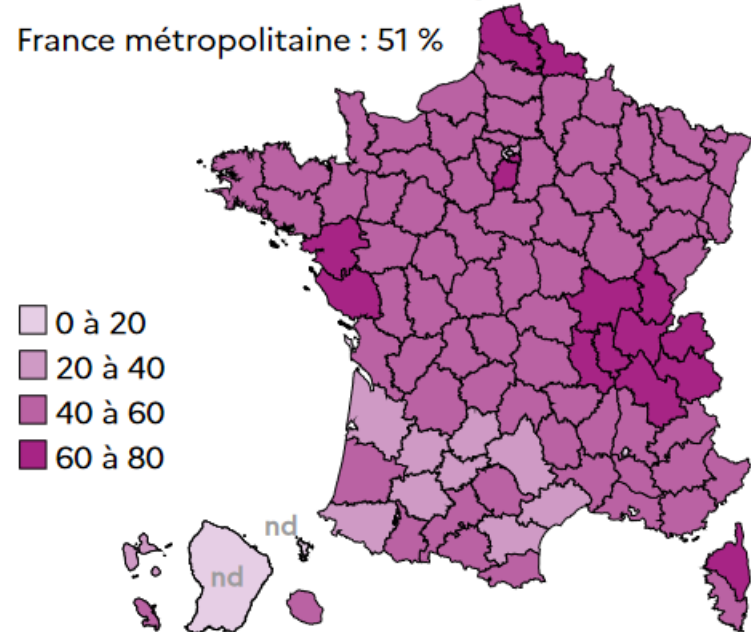 France métropolitaine : 51 %
0 à 20
20 à 40
40 à 60
60 à 80
nd
nd